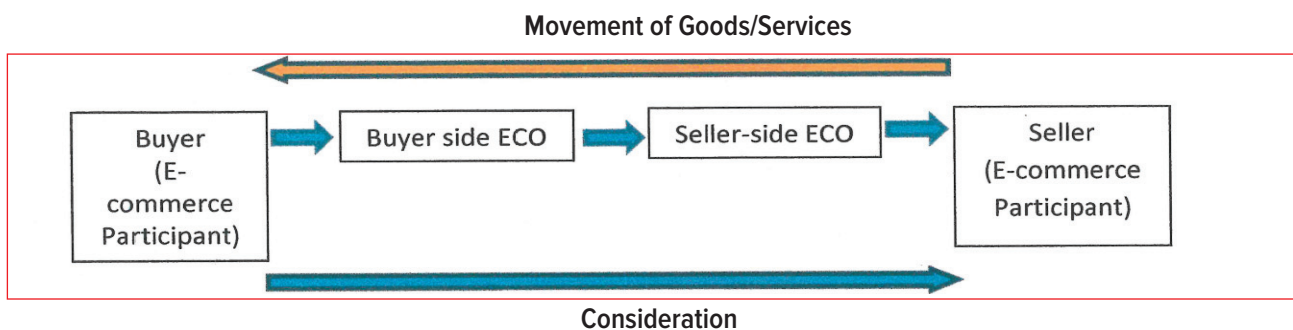 Movement of Goods/Services
Buyer
(E-
commerce
Participant)
Buyer side ECO
Seller-side ECO
Seller
(E-commerce
Participant)
Consideration